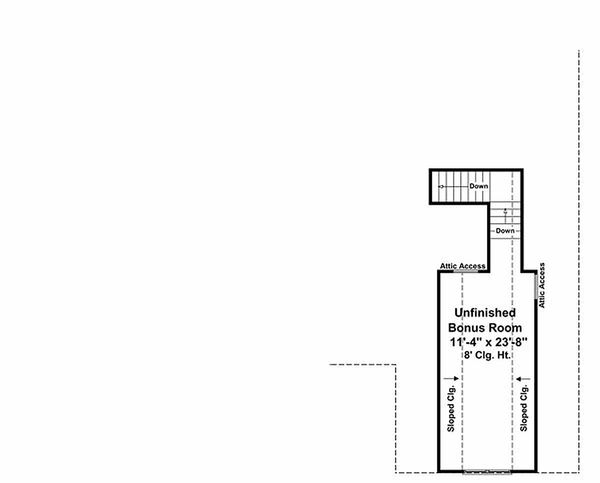 Down
Down
Attic Access
Attic Access
Unfinished
Bonus Room
11'-4" x 23'-8"
8' Clg. Ht.
Sloped Clg.
Sloped Clg.